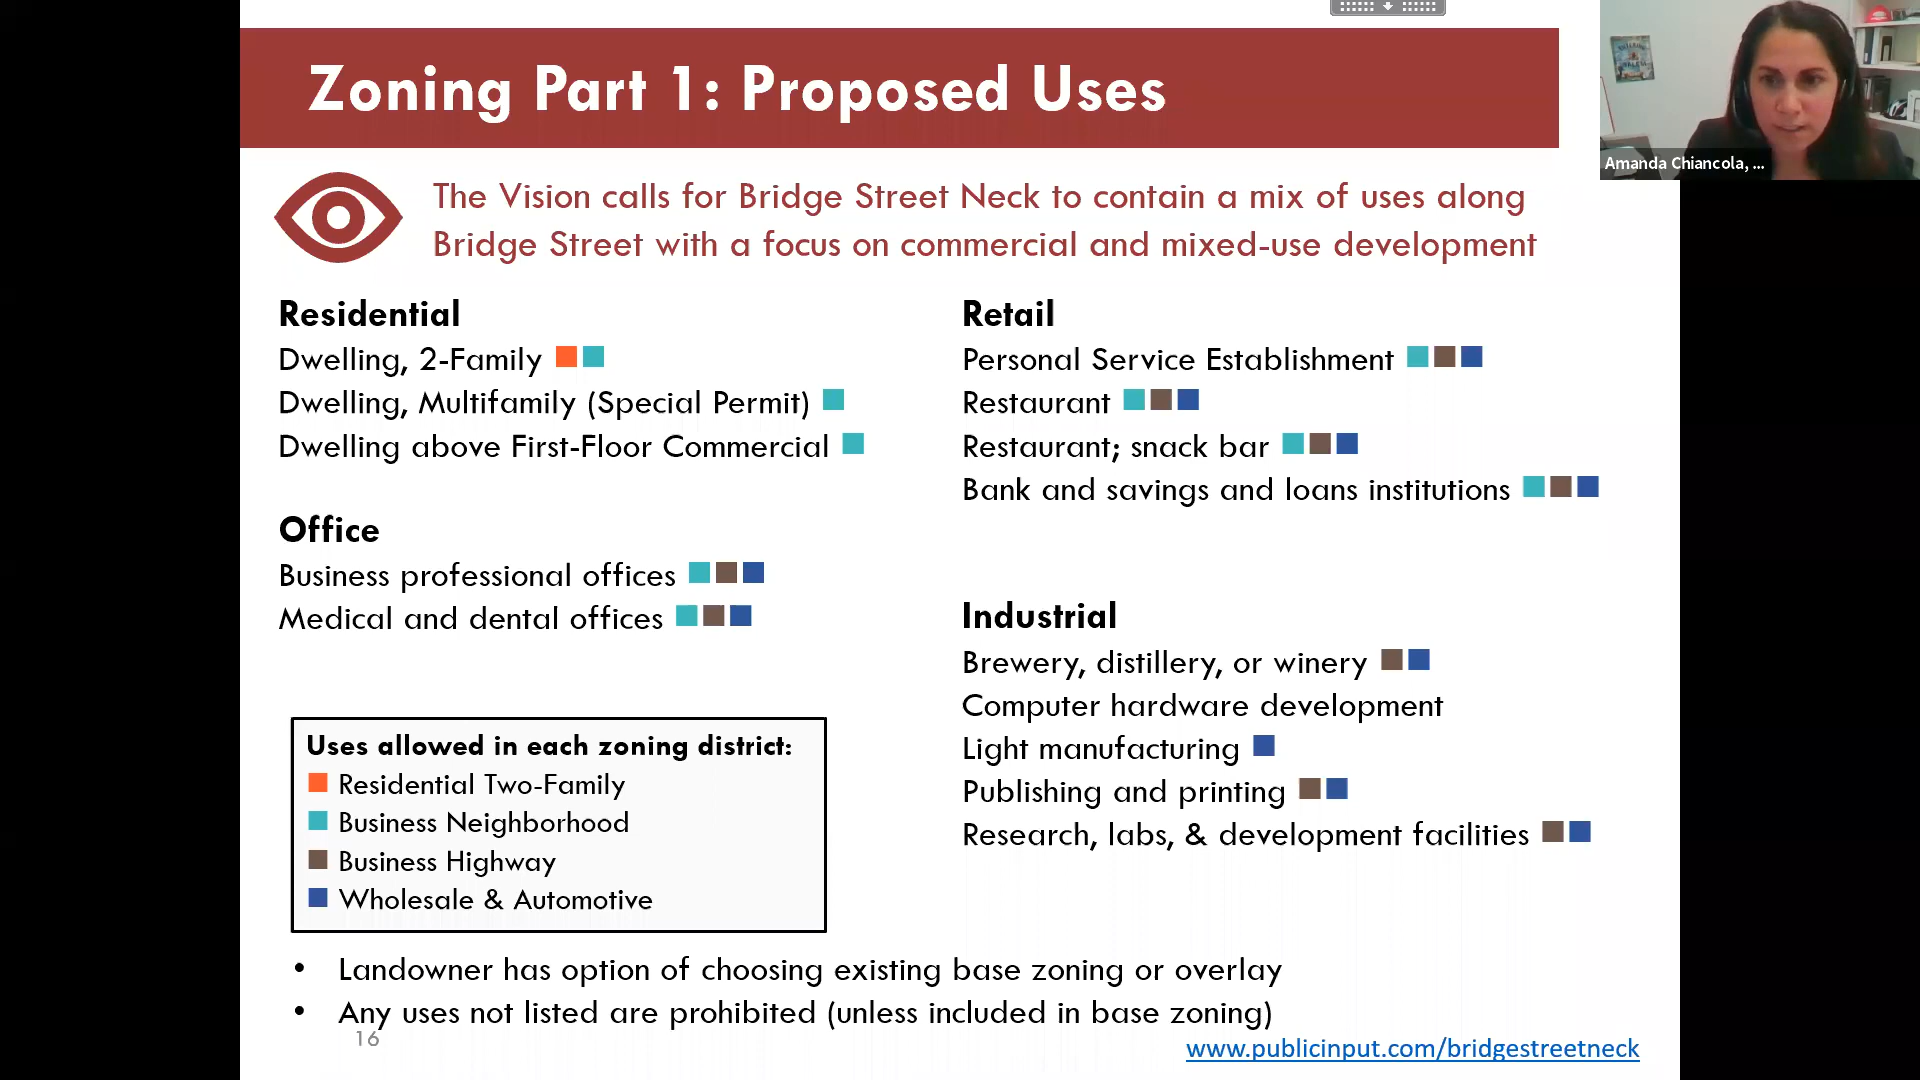 Zoning Part 1: Proposed Uses
Amanda Chiancola, ...
The Vision calls for Bridge Street Neck to contain a mix of uses along
Bridge Street with a focus on commercial and mixed-use development
Residential
Dwelling, 2-Family
Dwelling, Multifamily (Special Permit)
Dwelling above First-Floor Commercial
Office
Business professional offices
Medical and dental offices
Retail
Personal Service Establishment
Restaurant
Restaurant; snack bar
Bank and savings and loans institutions
Industrial
Brewery, distillery, or winery
Computer hardware development
Light manufacturing
Publishing and printing
Research, labs, & development facilities
Uses allowed in each zoning district:
Residential Two-Family
Business Neighborhood
Business Highway
Wholesale & Automotive
• Landowner has option of choosing existing base zoning or overlay
• Any uses not listed are prohibited (unless included in base zoning)
16
www.publicinput.com/bridgestreetneck